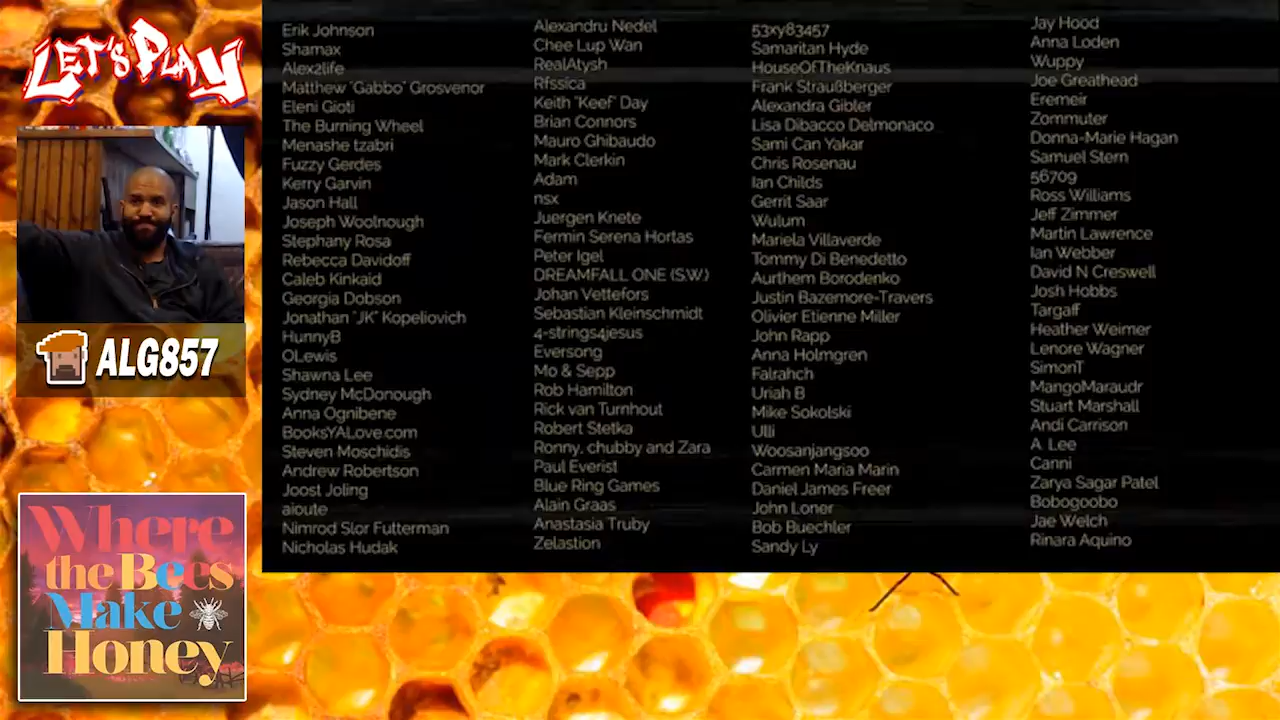 LET'S PLAY
ALG857
Where
the Bees
Make
Honey
Erik Johnson
Shamax
Alex2life
Matthew "Gabbo" Grosvenor
Eleni Gioti
The Burning Wheel
Menashe tzabri
Fuzzy Gerdes
Kerry Garvin
Jason Hall
Joseph Woolnough
Stephany Rosa
Rebecca Davidoff
Caleb Kinkaid
Georgia Dobson
Jonathan "JK" Kopeliovich
HunnyB
OLewis
Shawna Lee
Sydney McDonough
Anna Ognibene
BooksYALove.com
Steven Moschidis
Andrew Robertson
Joost Joling
aioute
Nimrod Slor Futterman
Nicholas Hudak
Alexandru Nedel
Chee Lup Wan
RealAtysh
Rfssica
Keith "Keef" Day
Brian Connors
Mauro Ghibaudo
Mark Clerkin
Adam
nsx
Juergen Knete
Fermin Serena Hortas
Peter Igel
DREAMFALL ONE (S.W.)
Johan Vettefors
Sebastian Kleinschmidt
4-strings4jesus
Eversong
Mo & Sepp
Rob Hamilton
Rick van Turnhout
Robert Stetka
Ronny, chubby and Zara
Paul Everist
Blue Ring Games
Alain Graas
Anastasia Truby
Zelastion
53xy83457
Samaritan Hyde
HouseOfTheKnaus
Frank Straußberger
Alexandra Gibler
Lisa Dibacco Delmonaco
Sami Can Yakar
Chris Rosenau
Ian Childs
Gerrit Saar
Wulum
Mariela Villaverde
Tommy Di Benedetto
Aurthem Borodenko
Justin Bazemore-Travers
Olivier Etienne Miller
John Rapp
Anna Holmgren
Falrahch
Uriah B
Mike Sokolski
Ulli
Woosanjangsoo
Carmen Maria Marin
Daniel James Freer
John Loner
Bob Buechler
Sandy Ly
Jay Hood
Anna Loden
Wuppy
Joe Greathead
Eremeir
Zommuter
Donna-Marie Hagan
Samuel Stern
56709
Ross Williams
Jeff Zimmer
Martin Lawrence
Ian Webber
David N Creswell
Josh Hobbs
Targaff
Heather Weimer
Lenore Wagner
SimonT
MangoMaraudr
Stuart Marshall
Andi Carrison
A. Lee
Canni
Zarya Sagar Patel
Bobogoobo
Jae Welch
Rinara Aquino